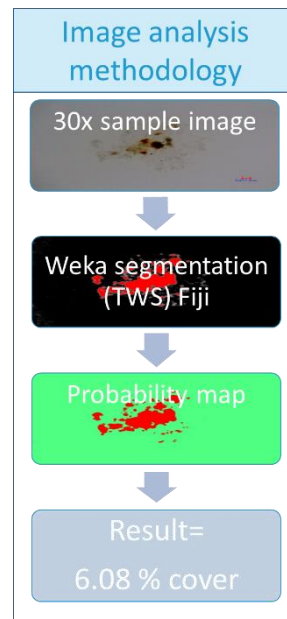 Image analysis
methodology
30x sample image
Weka segmentation
(TWS) Fiji
Probability map
Result=
6.08 % cover